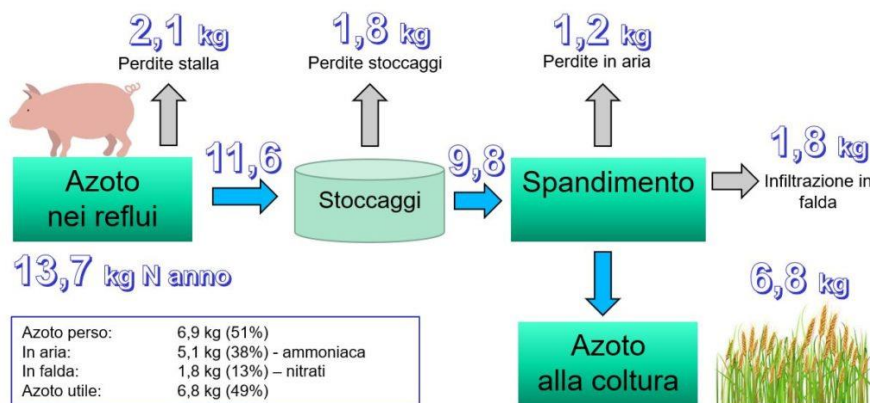 2,1 kg
Perdite stalla
1,8 kg
Perdite stoccaggi
1,2 kg
Perdite in aria
Azoto
nei reflui
11,6
Stoccaggi
9,8
Spandimento
1,8 kg
Infiltrazione in
falda
13,7 kg N anno
6,8 kg
Azoto
alla coltura
Azoto perso: 6,9 kg (51%)
In aria: 5,1 kg (38%) - ammoniaca
In falda: 1,8 kg (13%) – nitrati
Azoto utile: 6,8 kg (49%)